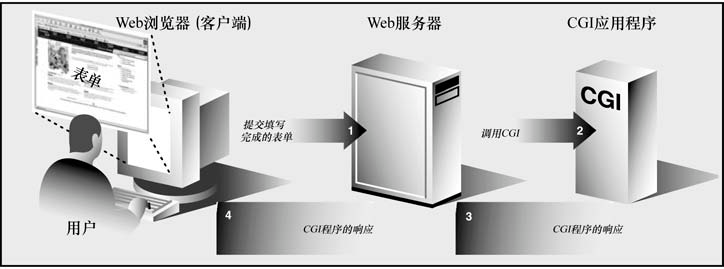 Web浏览器 (客户端)
Web服务器
CGI应用程序
表单
CGI
提交填写
完成的表单
1
调用CGI
2
用户
4
CGI程序的响应
3
CGI程序的响应